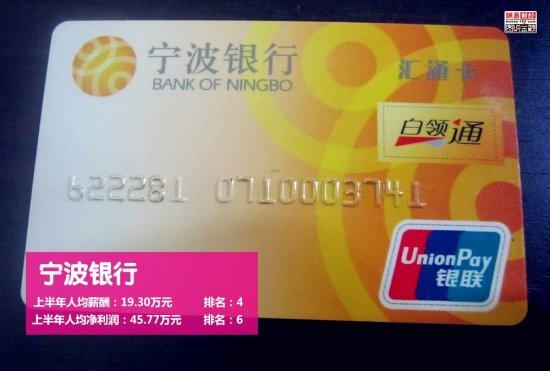 宁波银行
BANK OF NINGBO
汇通卡
白领通
622281 0710003741
UnionPay
银联
宁波银行
上半年人均薪酬：19.30万元 排名：4
上半年人均净利润：45.77万元 排名：6